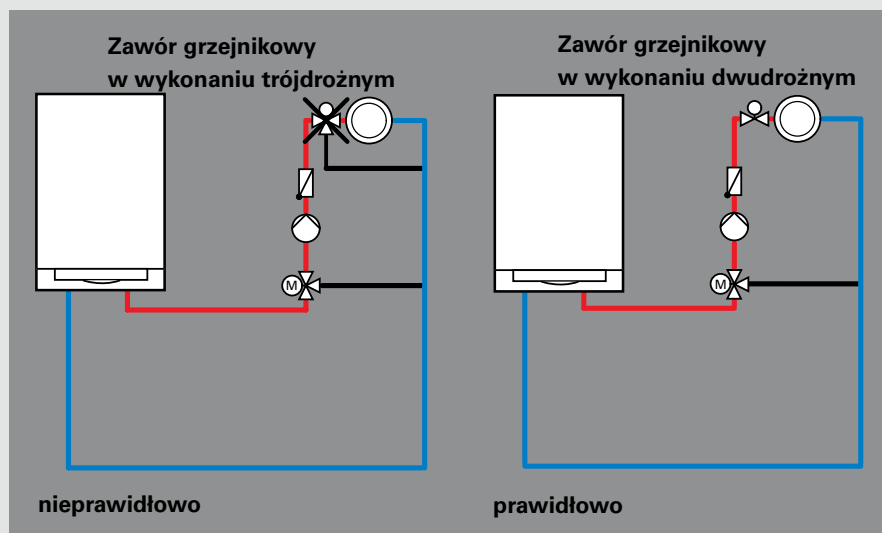 Zawór grzejnikowy
w wykonaniu trójdrożnym
M
nieprawidłowo
Zawór grzejnikowy
w wykonaniu dwudrożnym
M
prawidłowo